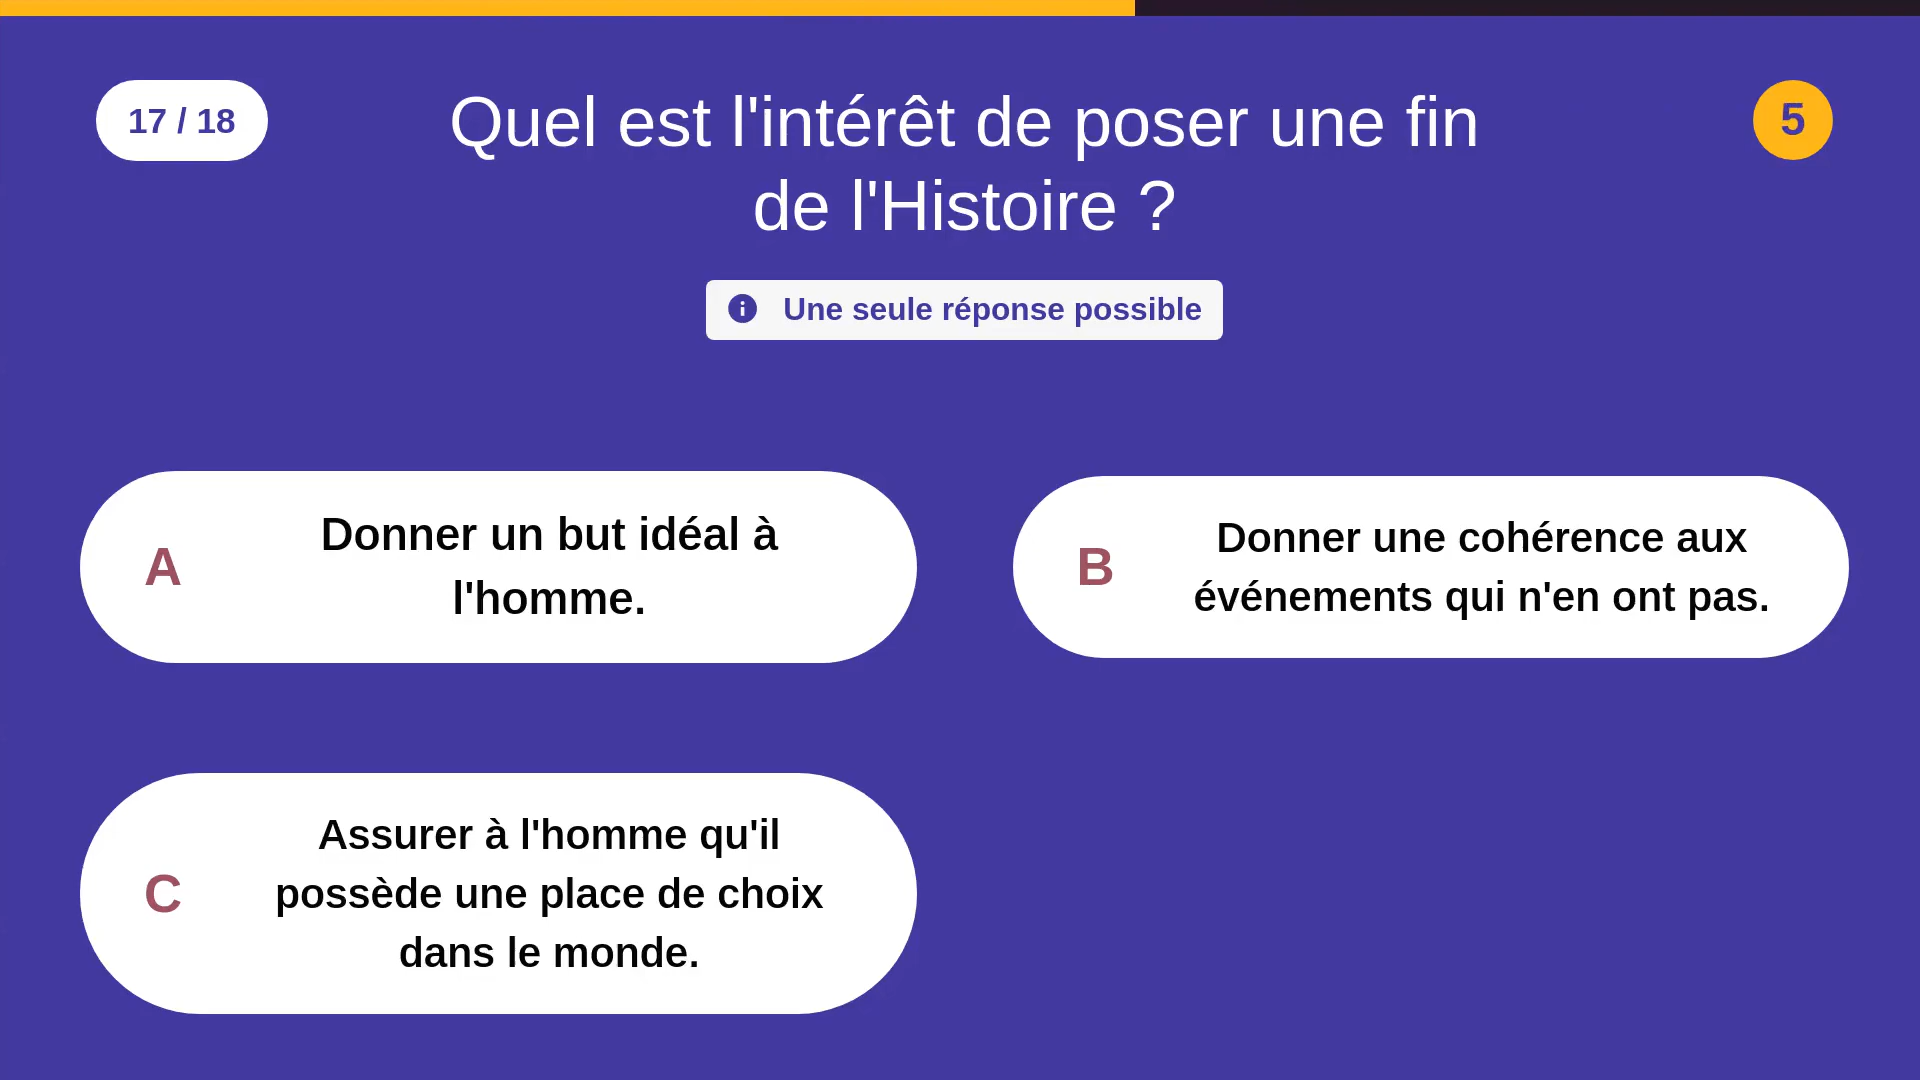 17 / 18
Quel est l'intérêt de poser une fin
de l'Histoire ?
5
Une seule réponse possible
A
Donner un but idéal à
l'homme.
B
Donner une cohérence aux
événements qui n'en ont pas.
C
Assurer à l'homme qu'il
possède une place de choix
dans le monde.